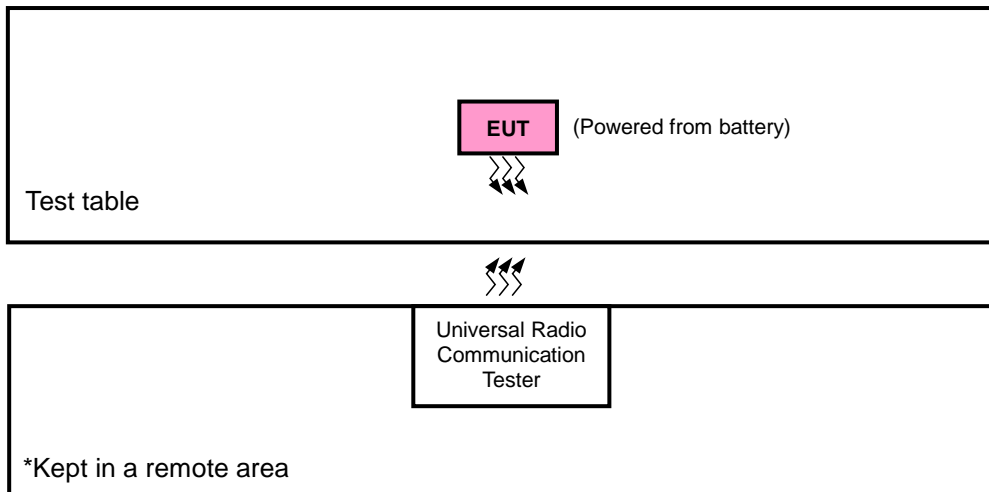 EUT
(Powered from battery)
Test table
Universal Radio
Communication
Tester
*Kept in a remote area